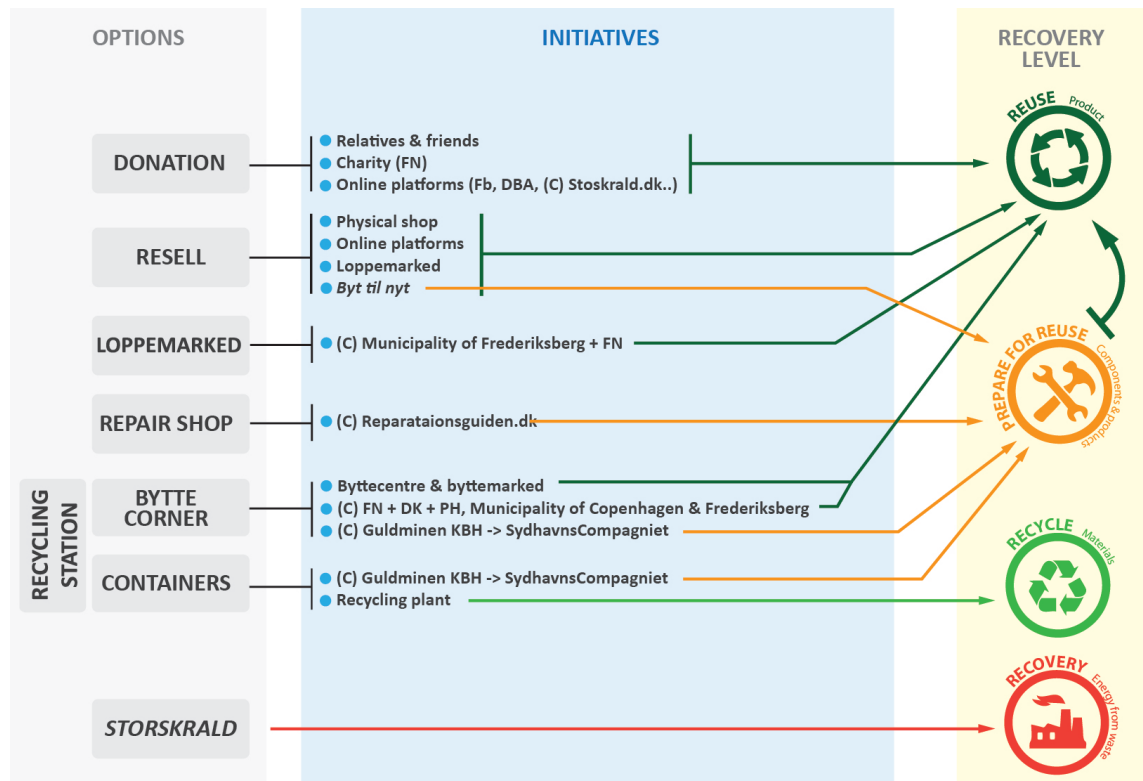 OPTIONS
INITIATIVES
RECOVERY
LEVEL
DONATION
Relatives & friends
Charity (FN)
Online platforms (Fb, DBA, (C) Stoskrald.dk..)
REUSE Product
RESELL
Physical shop
Online platforms
Loppemarked
Byt til nyt
LOPPEMARKED
(C) Municipality of Frederiksberg + FN
PREPARE FOR REUSE Components & products
REPAIR SHOP
(C) Reparataionsguiden.dk
RECYCLING
STATION
BYTTE
CORNER
Byttecentre & byttemarked
(C) FN + DK + PH, Municipality of Copenhagen & Frederiksberg
(C) Guldminen KBH -> SydhavnsCompagniet
CONTAINERS
(C) Guldminen KBH -> SydhavnsCompagniet
Recycling plant
RECYCLE Materials
STORSKRALD
RECOVERY Energy from waste